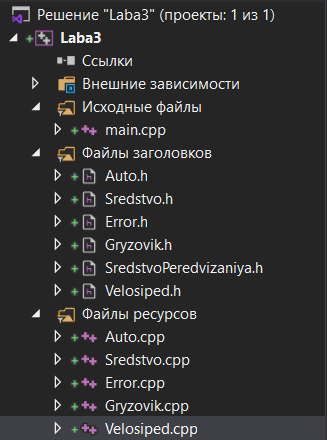 Решение "Laba3" (проекты: 1 из 1)
Laba3
Ссылки
Внешние зависимости
Исходные файлы
main.cpp
Файлы заголовков
Auto.h
Sredstvo.h
Error.h
Gryzovik.h
SredstvoPeredvizaniya.h
Velosiped.h
Файлы ресурсов
Auto.cpp
Sredstvo.cpp
Error.cpp
Gryzovik.cpp
Velosiped.cpp